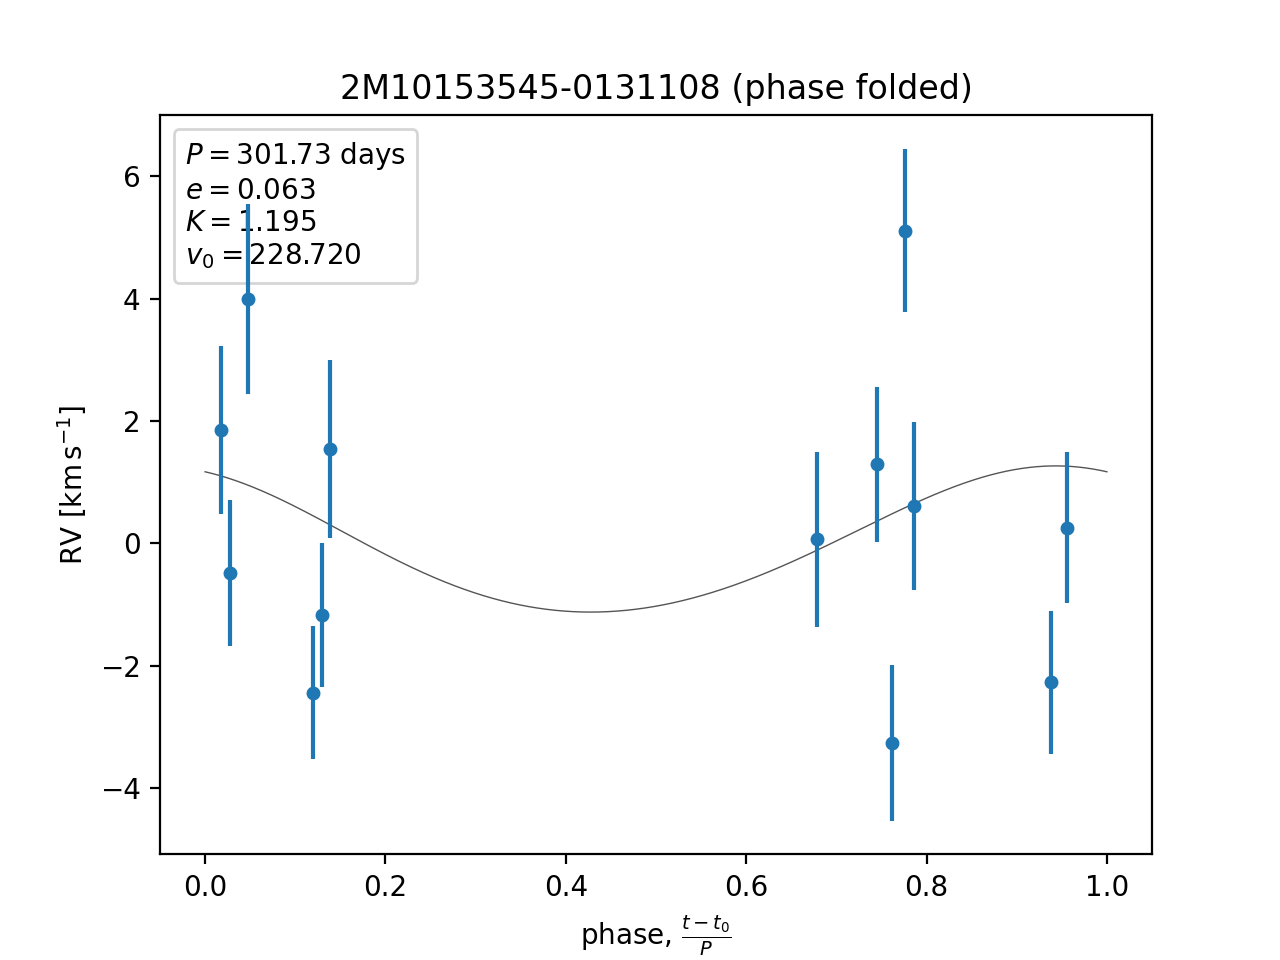 2M10153545-0131108 (phase folded)
P = 301.73 days
e = 0.063
K = 1.195
v₀ = 228.720
6
4
2
0
−2
−4
RV [km s⁻¹]
0.0 0.2 0.4 0.6 0.8 1.0
phase, (t − t₀)/P